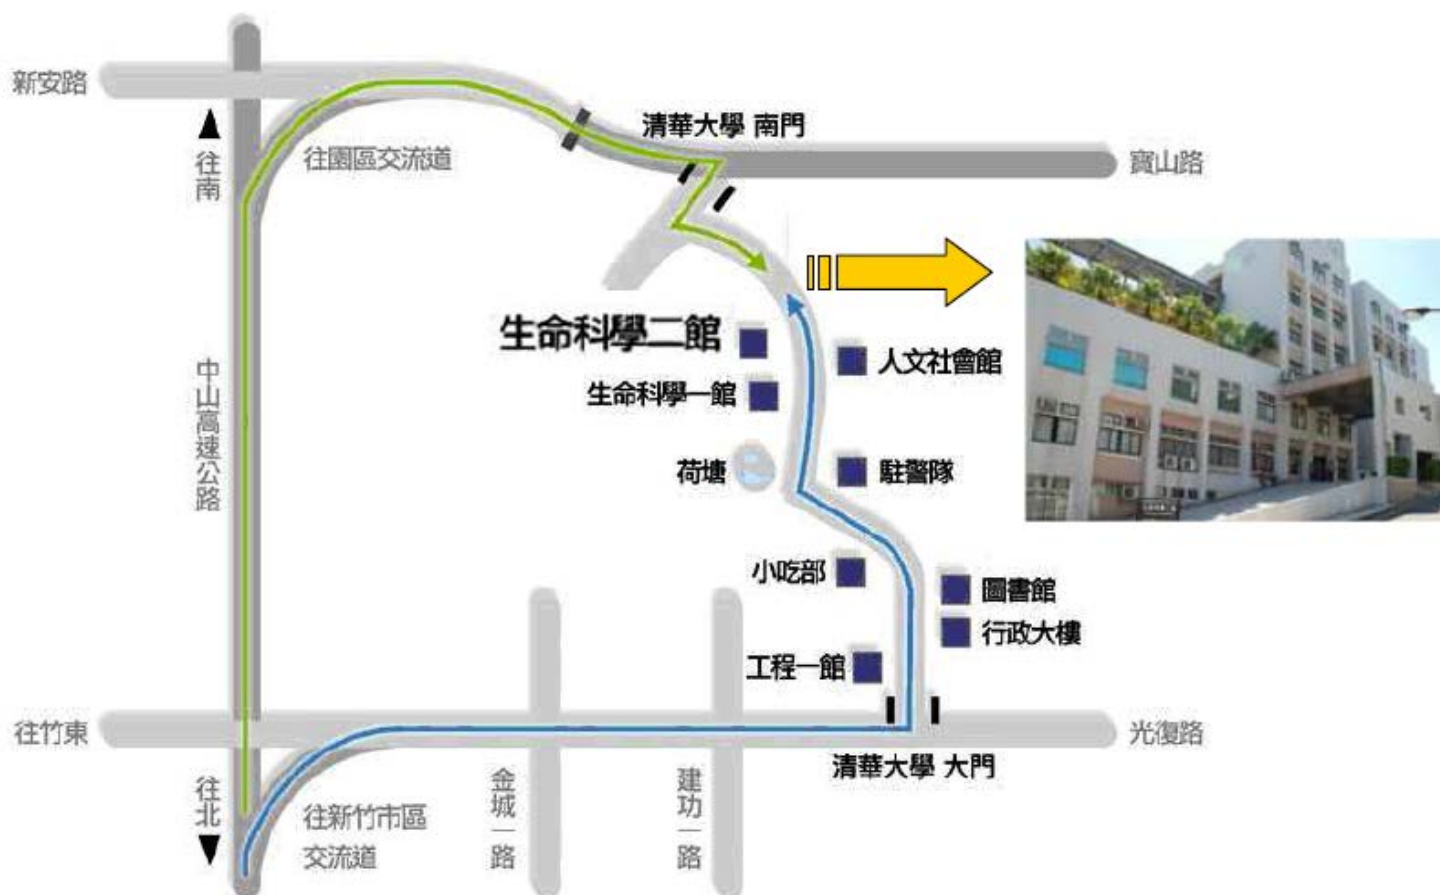 新安路
清華大學 南門
往南
往園區交流道
寶山路
生命科學二館
人文社會館
中山高速公路
生命科學一館
荷塘
駐警隊
小吃部
圖書館
行政大樓
工程一館
往竹東
光復路
清華大學 大門
往北
往新竹市區
交流道
金城一路
建功一路